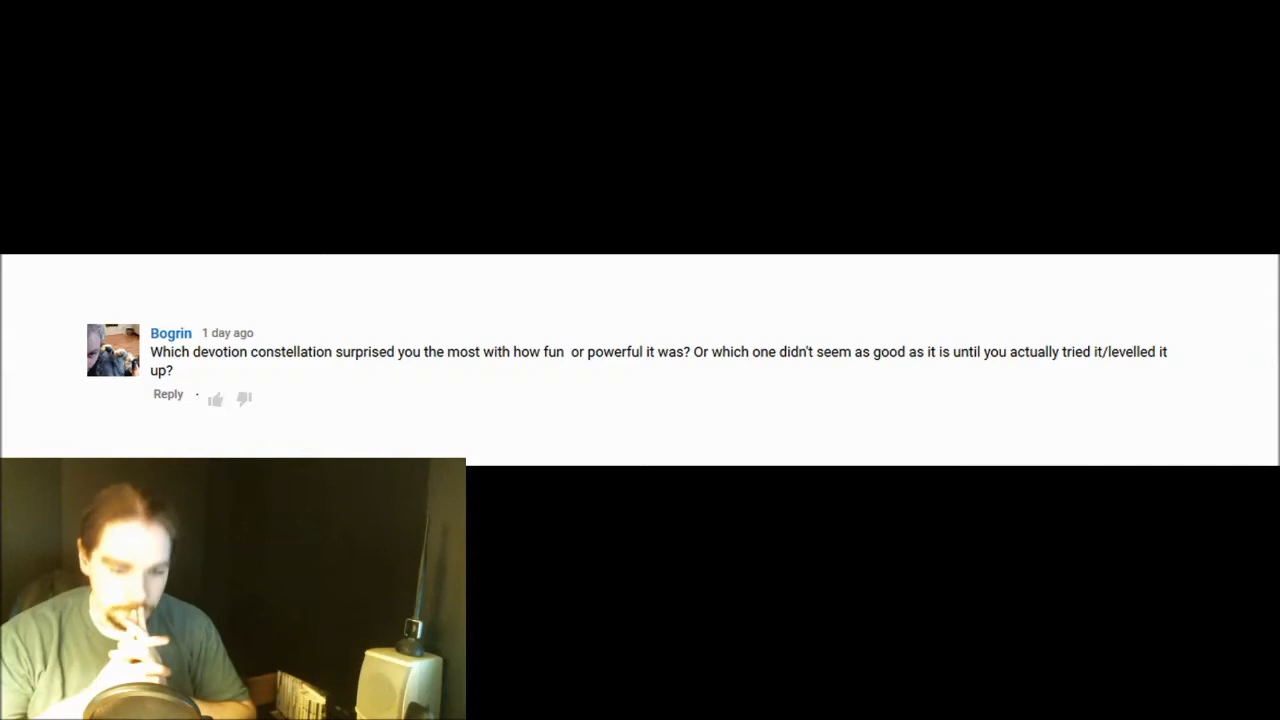 Bogrin 1 day ago
Which devotion constellation surprised you the most with how fun  or powerful it was? Or which one didn't seem as good as it is until you actually tried it/levelled it
up?
Reply ·